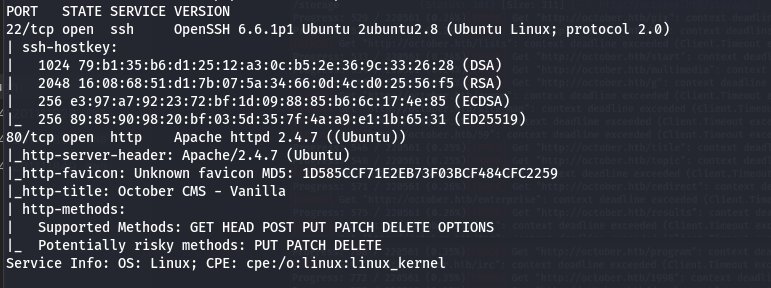 PORT   STATE SERVICE VERSION
22/tcp open  ssh     OpenSSH 6.6.1p1 Ubuntu 2ubuntu2.8 (Ubuntu Linux; protocol 2.0)
| ssh-hostkey:
|   1024 79:b1:35:b6:d1:25:12:a3:0c:b5:2e:36:9c:33:26:28 (DSA)
|   2048 16:08:68:51:d1:7b:07:5a:34:66:0d:4c:d0:25:56:f5 (RSA)
|   256 e3:97:a7:92:23:72:bf:1d:09:88:85:b6:6c:17:4e:85 (ECDSA)
|_  256 89:85:90:98:20:bf:03:5d:35:7f:4a:a9:e1:1b:65:31 (ED25519)
80/tcp open  http    Apache httpd 2.4.7 ((Ubuntu))
|_http-server-header: Apache/2.4.7 (Ubuntu)
|_http-favicon: Unknown favicon MD5: 1D585CCF71E2EB73F03BCF484CFC2259
|_http-title: October CMS - Vanilla
| http-methods:
|   Supported Methods: GET HEAD POST PUT PATCH DELETE OPTIONS
|_  Potentially risky methods: PUT PATCH DELETE
Service Info: OS: Linux; CPE: cpe:/o:linux:linux_kernel